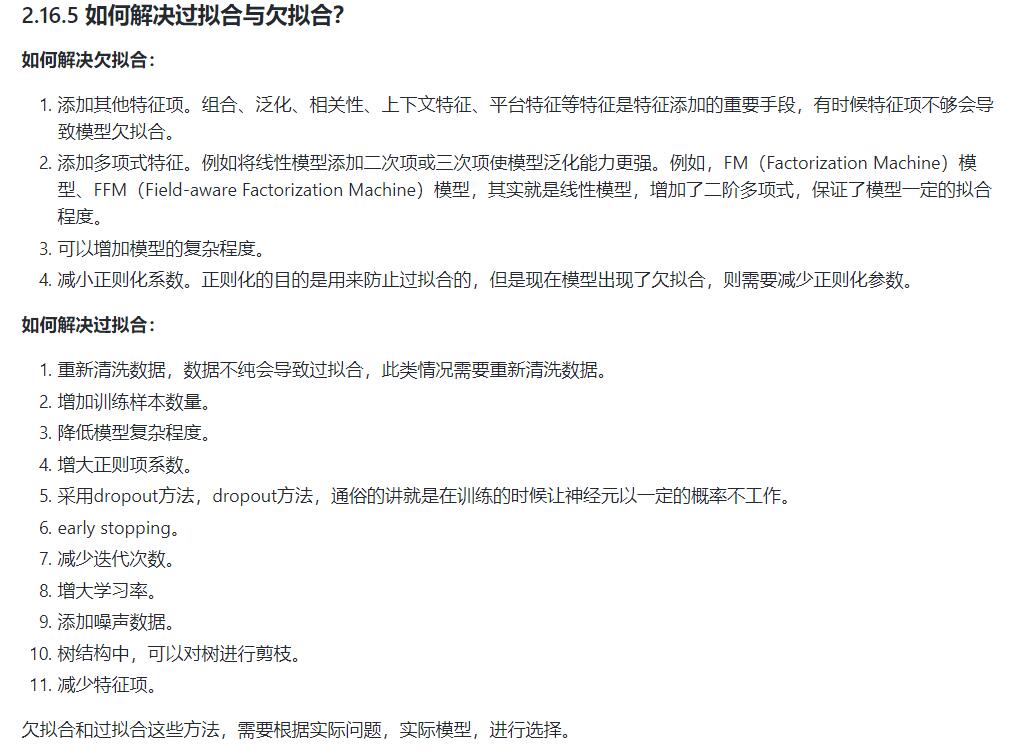 2.16.5 如何解决过拟合与欠拟合？
如何解决欠拟合：
1. 添加其他特征项。组合、泛化、相关性、上下文特征、平台特征等特征是特征添加的重要手段，有时候特征项不够会导
致模型欠拟合。
2. 添加多项式特征。例如将线性模型添加二次项或三次项使模型泛化能力更强。例如，FM（Factorization Machine）模
型、FFM（Field-aware Factorization Machine）模型，其实就是线性模型，增加了二阶多项式，保证了模型一定的拟合
程度。
3. 可以增加模型的复杂程度。
4. 减小正则化系数。正则化的目的是用来防止过拟合的，但是现在模型出现了欠拟合，则需要减少正则化参数。
如何解决过拟合：
1. 重新清洗数据，数据不纯会导致过拟合，此类情况需要重新清洗数据。
2. 增加训练样本数量。
3. 降低模型复杂程度。
4. 增大正则项系数。
5. 采用dropout方法，dropout方法，通俗的讲就是在训练的时候让神经元以一定的概率不工作。
6. early stopping。
7. 减少迭代次数。
8. 增大学习率。
9. 添加噪声数据。
10. 树结构中，可以对树进行剪枝。
11. 减少特征项。
欠拟合和过拟合这些方法，需要根据实际问题，实际模型，进行选择。